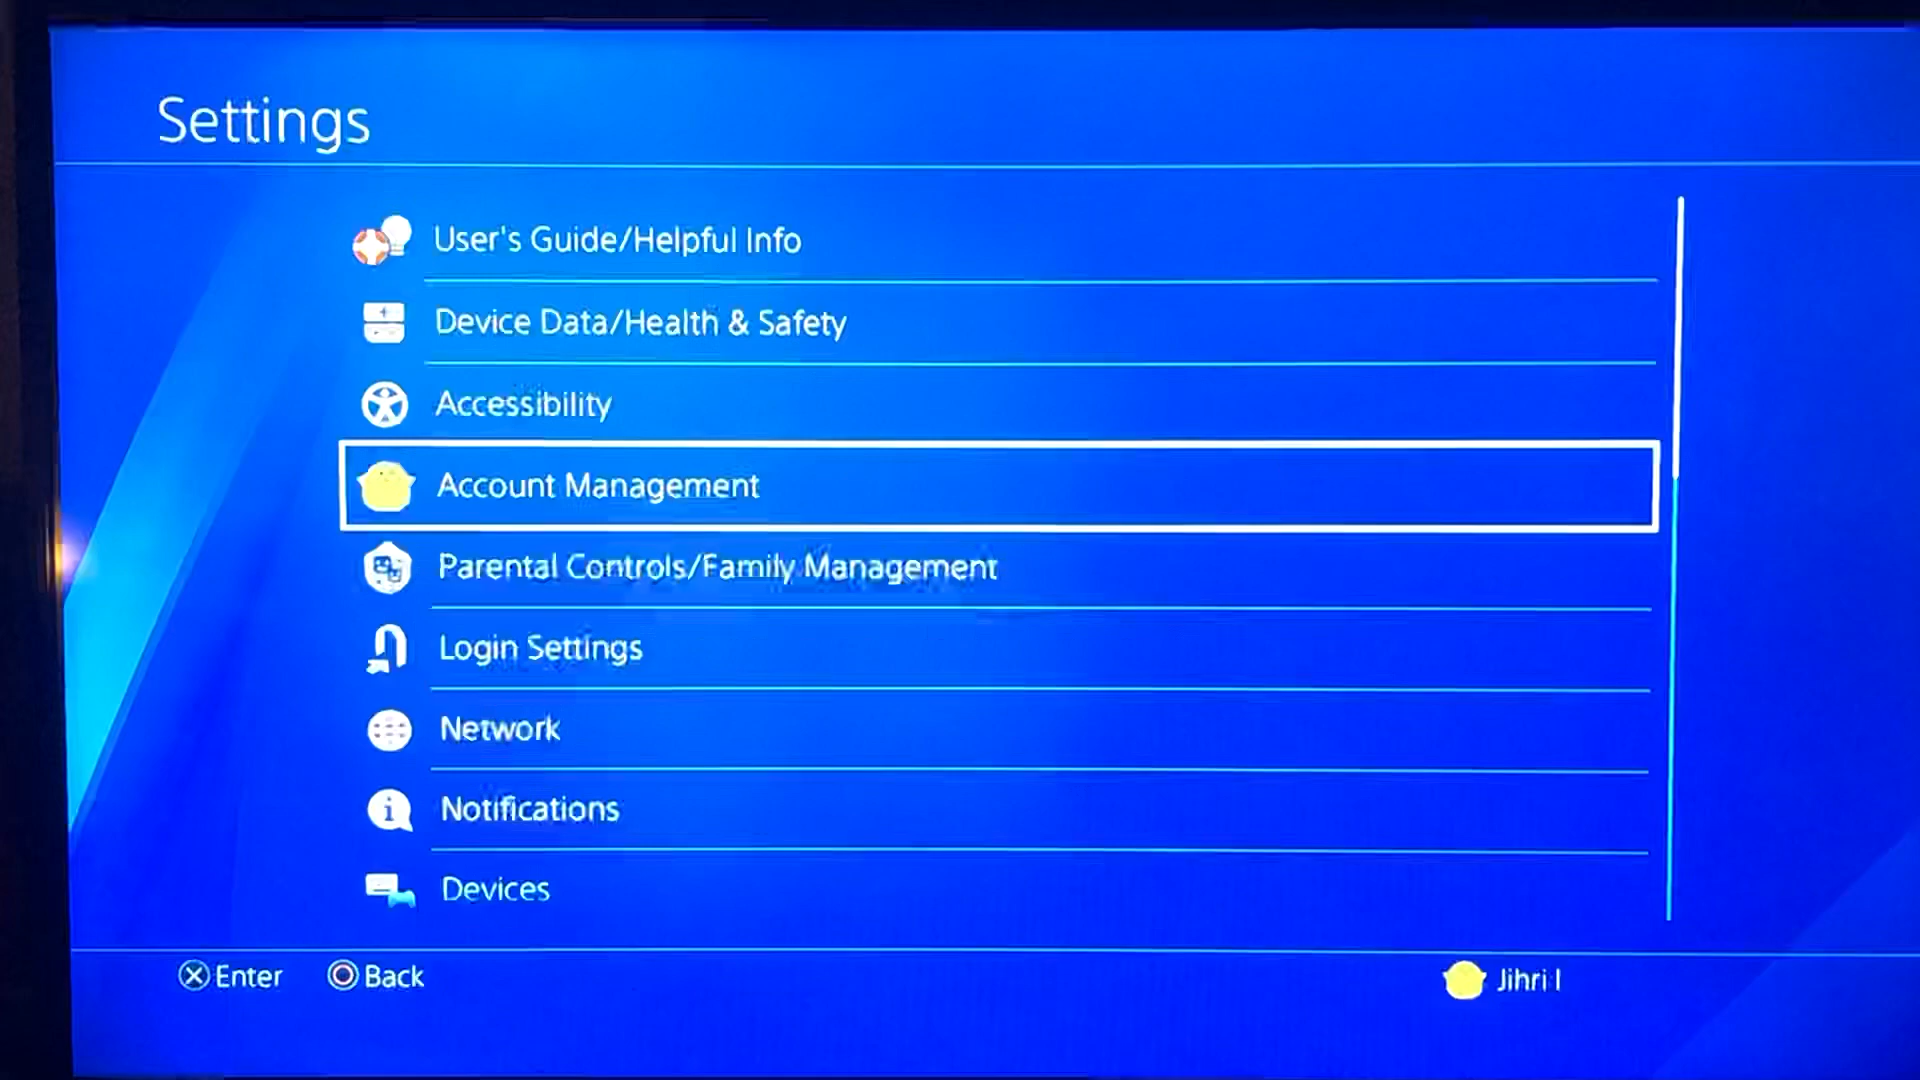 Settings
User's Guide/Helpful Info
Device Data/Health & Safety
Accessibility
Account Management
Parental Controls/Family Management
Login Settings
Network
Notifications
Devices
Enter Back
Jihri I